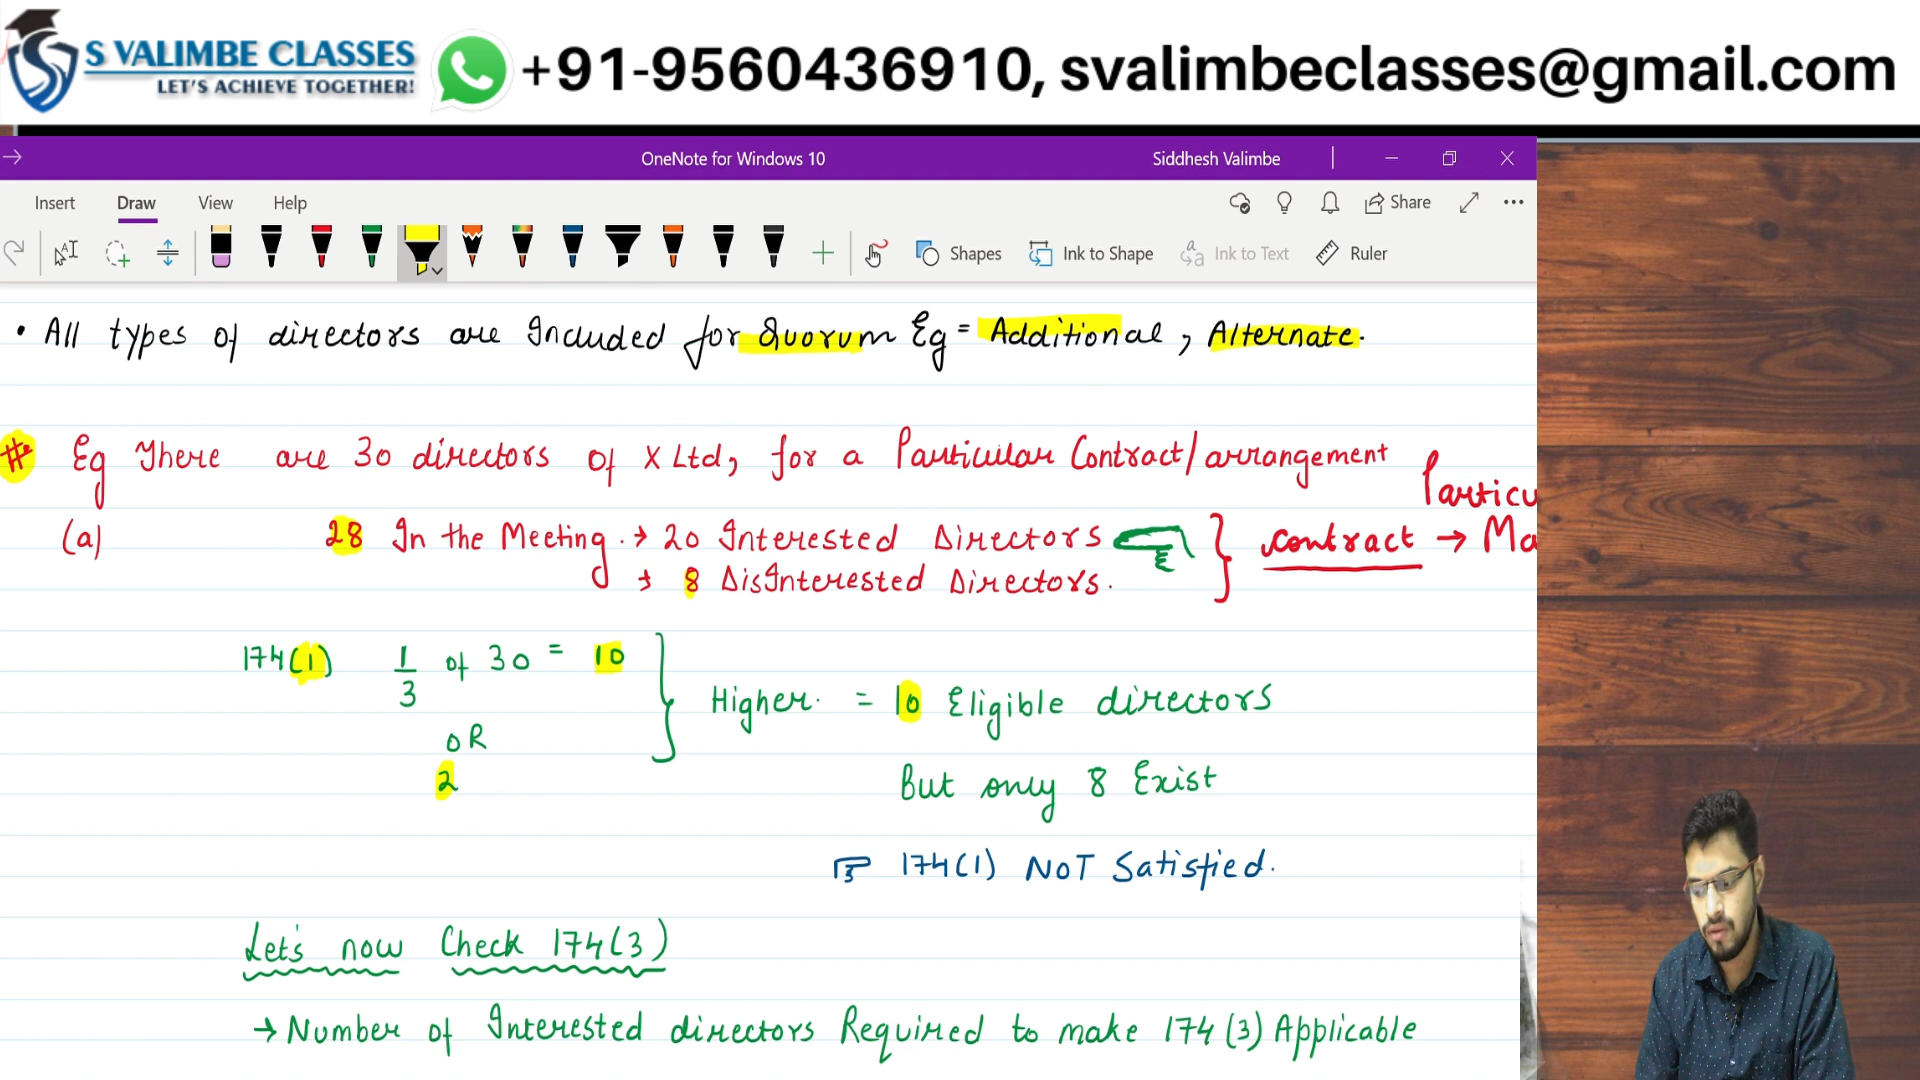 S VALIMBE CLASSES
LET'S ACHIEVE TOGETHER!
+91-9560436910, svalimbeclasses@gmail.com
OneNote for Windows 10
Siddhesh Valimbe
Insert Draw View Help
Share
Shapes Ink to Shape Ink to Text Ruler
• All types of directors are Included for Quorum Eg = Additional, Alternate.
# Eg There are 30 directors of X Ltd, for a Particular Contract/arrangement
Particu
(a) 28 In the Meeting. → 20 Interested Directors } contract → Ma
→ 8 DisInterested Directors.
174(1) 1/3 of 30 = 10
OR
2
} Higher. = 10 Eligible directors
But only 8 Exist
174(1) NOT Satisfied.
Let's now Check 174(3)
→ Number of Interested directors Required to make 174(3) Applicable